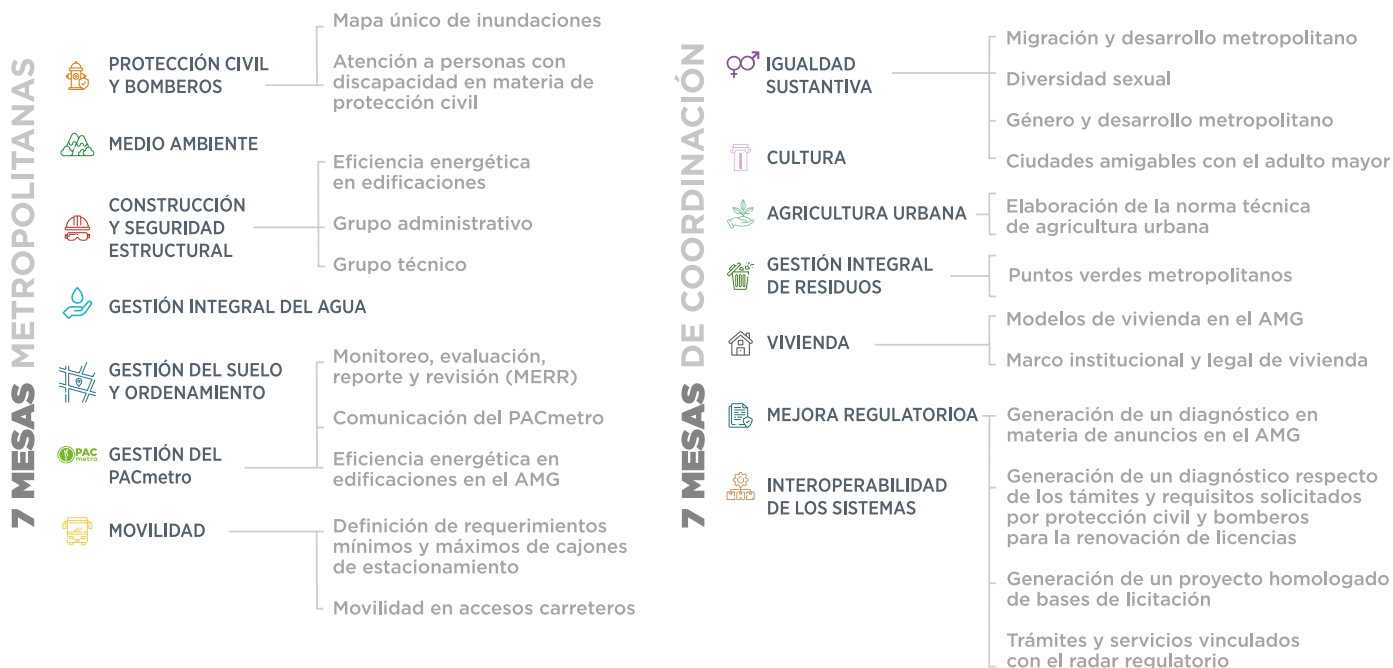 7 MESAS METROPOLITANAS
PROTECCIÓN CIVIL
Y BOMBEROS
Mapa único de inundaciones
Atención a personas con
discapacidad en materia de
protección civil
MEDIO AMBIENTE
CONSTRUCCIÓN
Y SEGURIDAD
ESTRUCTURAL
Eficiencia energética
en edificaciones
Grupo administrativo
Grupo técnico
GESTIÓN INTEGRAL DEL AGUA
GESTIÓN DEL SUELO
Y ORDENAMIENTO
PAC
metro
GESTIÓN DEL
PACmetro
Monitoreo, evaluación,
reporte y revisión (MERR)
Comunicación del PACmetro
Eficiencia energética en
edificaciones en el AMG
MOVILIDAD
Definición de requerimientos
mínimos y máximos de cajones
de estacionamiento
Movilidad en accesos carreteros
7 MESAS DE COORDINACIÓN
IGUALDAD
SUSTANTIVA
Migración y desarrollo metropolitano
Diversidad sexual
Género y desarrollo metropolitano
Ciudades amigables con el adulto mayor
CULTURA
AGRICULTURA URBANA
Elaboración de la norma técnica
de agricultura urbana
GESTIÓN INTEGRAL
DE RESIDUOS
Puntos verdes metropolitanos
VIVIENDA
Modelos de vivienda en el AMG
Marco institucional y legal de vivienda
MEJORA REGULATORIOA
Generación de un diagnóstico en
materia de anuncios en el AMG
Generación de un diagnóstico respecto
de los támites y requisitos solicitados
por protección civil y bomberos
para la renovación de licencias
Generación de un proyecto homologado
de bases de licitación
Trámites y servicios vinculados
con el radar regulatorio
INTEROPERABILIDAD
DE LOS SISTEMAS